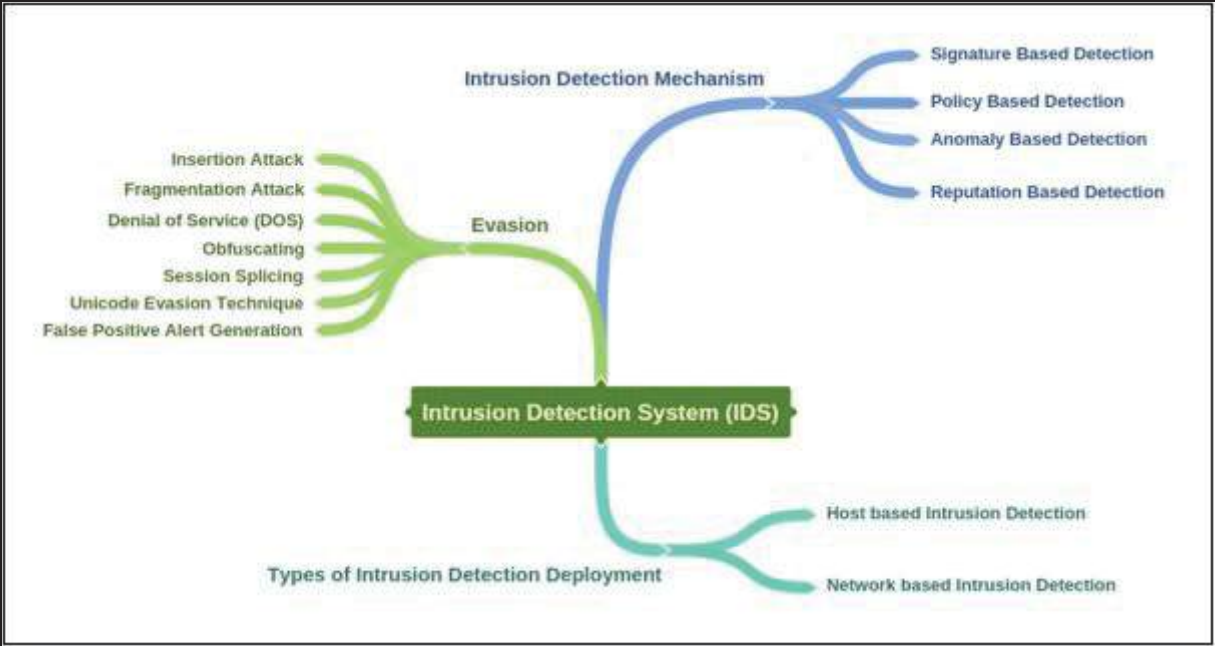 Intrusion Detection Mechanism
Signature Based Detection
Policy Based Detection
Anomaly Based Detection
Reputation Based Detection
Evasion
Insertion Attack
Fragmentation Attack
Denial of Service (DOS)
Obfuscating
Session Splicing
Unicode Evasion Technique
False Positive Alert Generation
Intrusion Detection System (IDS)
Types of Intrusion Detection Deployment
Host based Intrusion Detection
Network based Intrusion Detection